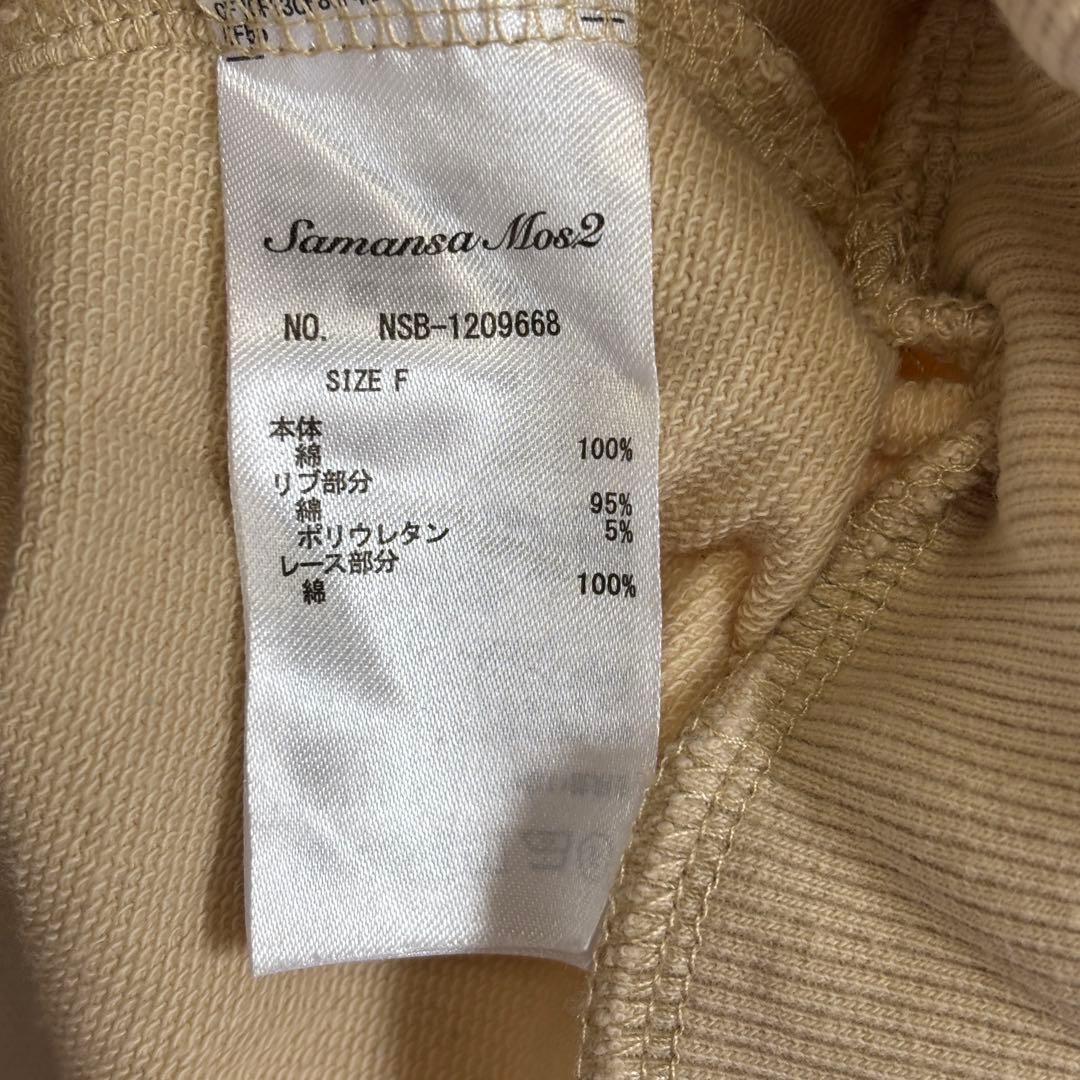 Samansa Mos2
NO. NSB-1209668
SIZE F
本体
綿 100%
リブ部分
綿 95%
ポリウレタン 5%
レース部分
綿 100%